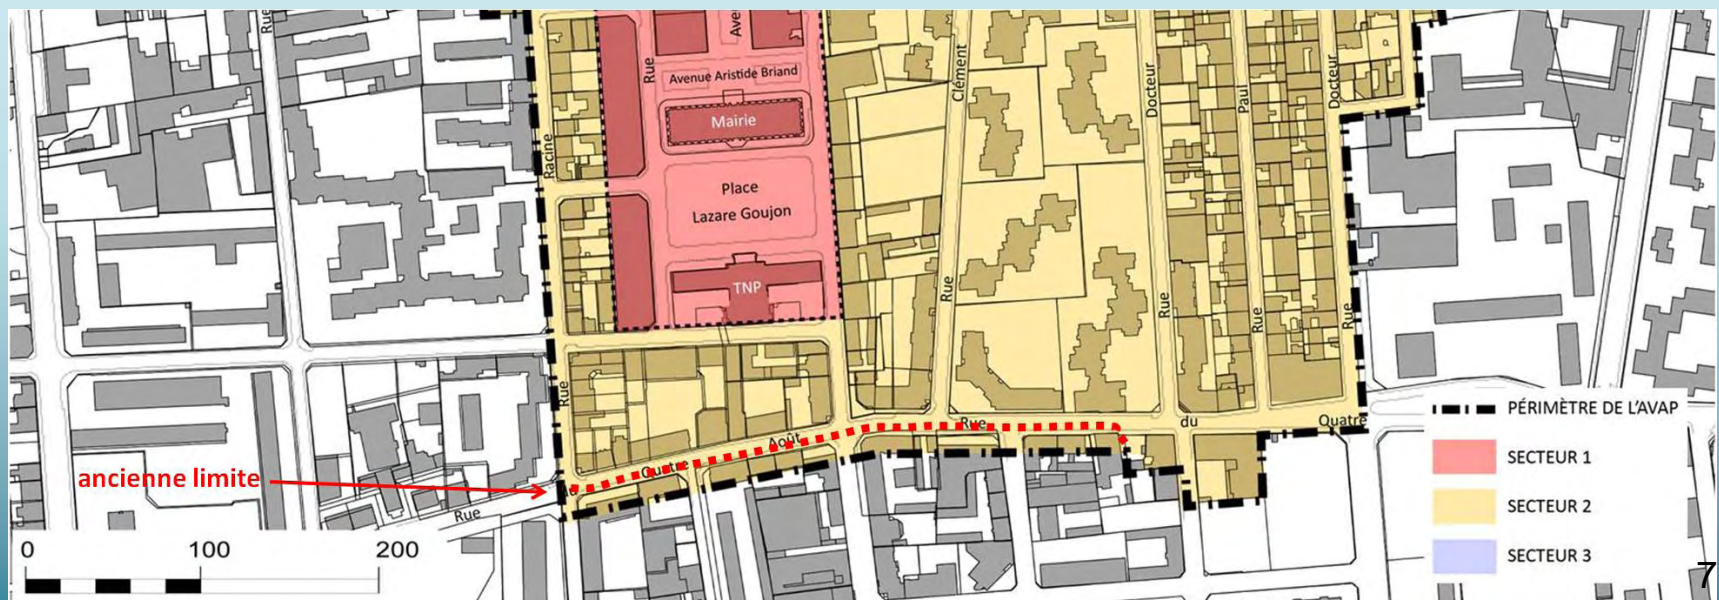 Rue
Rue
Ave
Avenue Aristide Briand
Mairie
Place
Lazare Goujon
TNP
Racine
Rue
Clément
Rue
Docteur
Rue
Paul
Rue
Docteur
Rue
Rue
Quatre
Août
Rue
du
Quatre
ancienne limite
0 100 200
PÉRIMÈTRE DE L'AVAP
SECTEUR 1
SECTEUR 2
SECTEUR 3
7